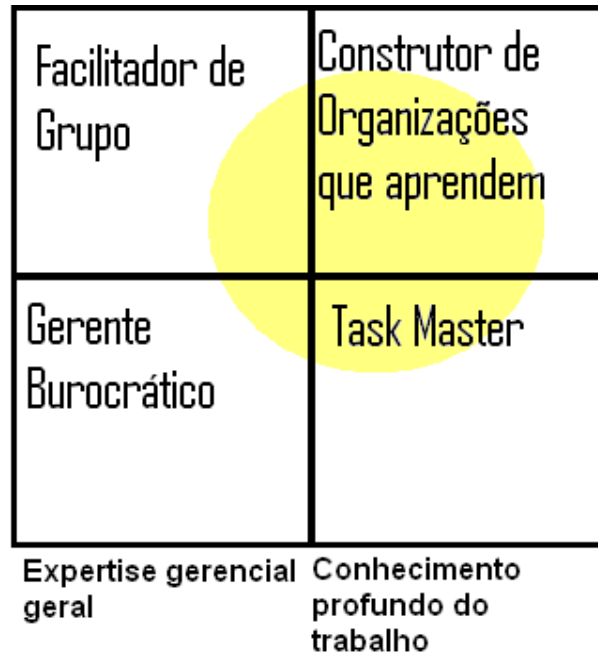 Facilitador de
Grupo
Construtor de
Organizações
que aprendem
Gerente
Burocrático
Task Master
Expertise gerencial
geral
Conhecimento
profundo do
trabalho